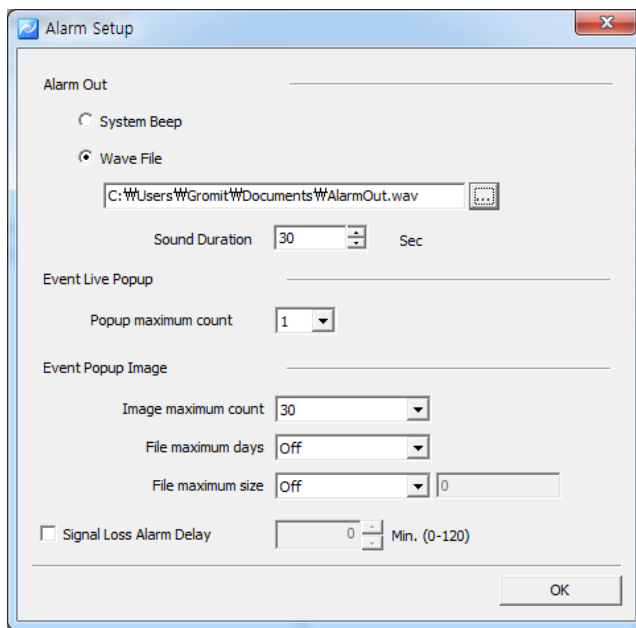 Alarm Setup
Alarm Out
System Beep
Wave File
C:₩Users₩Gromit₩Documents₩AlarmOut.wav ...
Sound Duration 30 Sec
Event Live Popup
Popup maximum count 1
Event Popup Image
Image maximum count 30
File maximum days Off
File maximum size Off 0
Signal Loss Alarm Delay 0 Min. (0-120)
OK